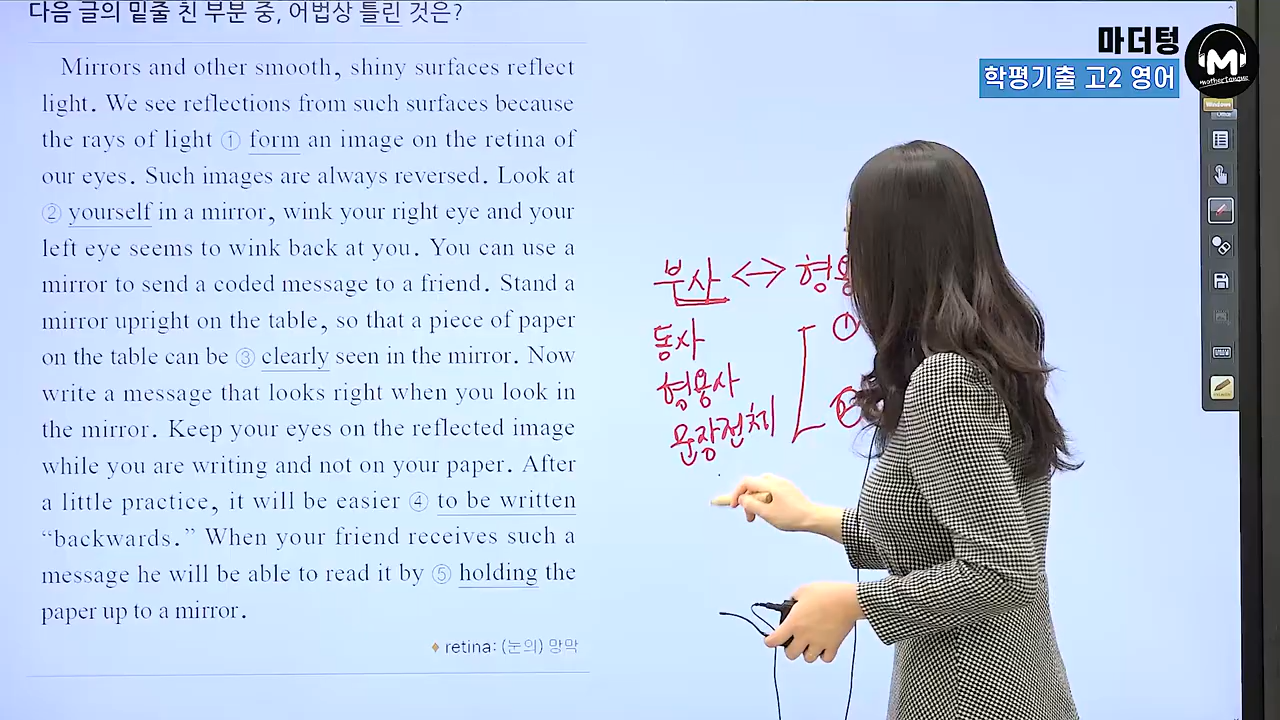 다음 글의 밑줄 친 부분 중, 어법상 틀린 것은?
Mirrors and other smooth, shiny surfaces reflect
light. We see reflections from such surfaces because
the rays of light ① form an image on the retina of
our eyes. Such images are always reversed. Look at
② yourself in a mirror, wink your right eye and your
left eye seems to wink back at you. You can use a
mirror to send a coded message to a friend. Stand a
mirror upright on the table, so that a piece of paper
on the table can be ③ clearly seen in the mirror. Now
write a message that looks right when you look in
the mirror. Keep your eyes on the reflected image
while you are writing and not on your paper. After
a little practice, it will be easier ④ to be written
“backwards.” When your friend receives such a
message he will be able to read it by ⑤ holding the
paper up to a mirror.
♦ retina: (눈의) 망막
부사 <-> 형용
동사
형용사
문장전체
①
마더텅
학평기출 고2 영어
M
mothertongue
Windows
Office